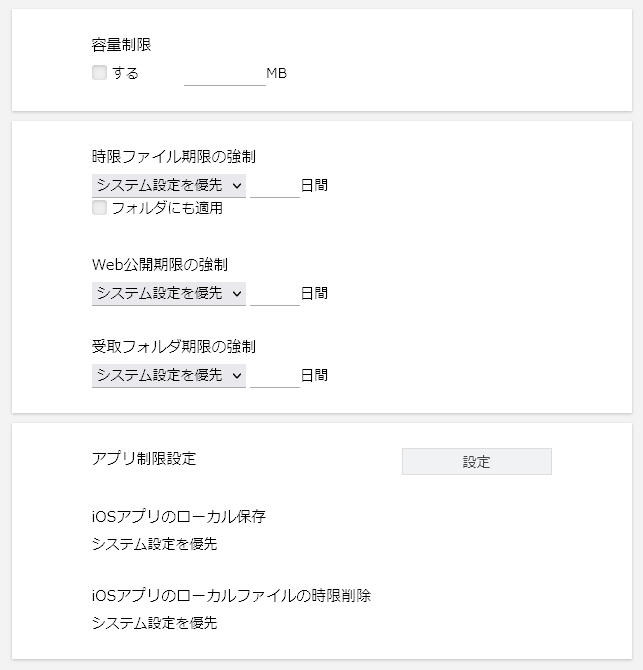 容量制限
する MB
時限ファイル期限の強制
システム設定を優先 日間
フォルダにも適用
Web公開期限の強制
システム設定を優先 日間
受取フォルダ期限の強制
システム設定を優先 日間
アプリ制限設定 設定
iOSアプリのローカル保存
システム設定を優先
iOSアプリのローカルファイルの時限削除
システム設定を優先